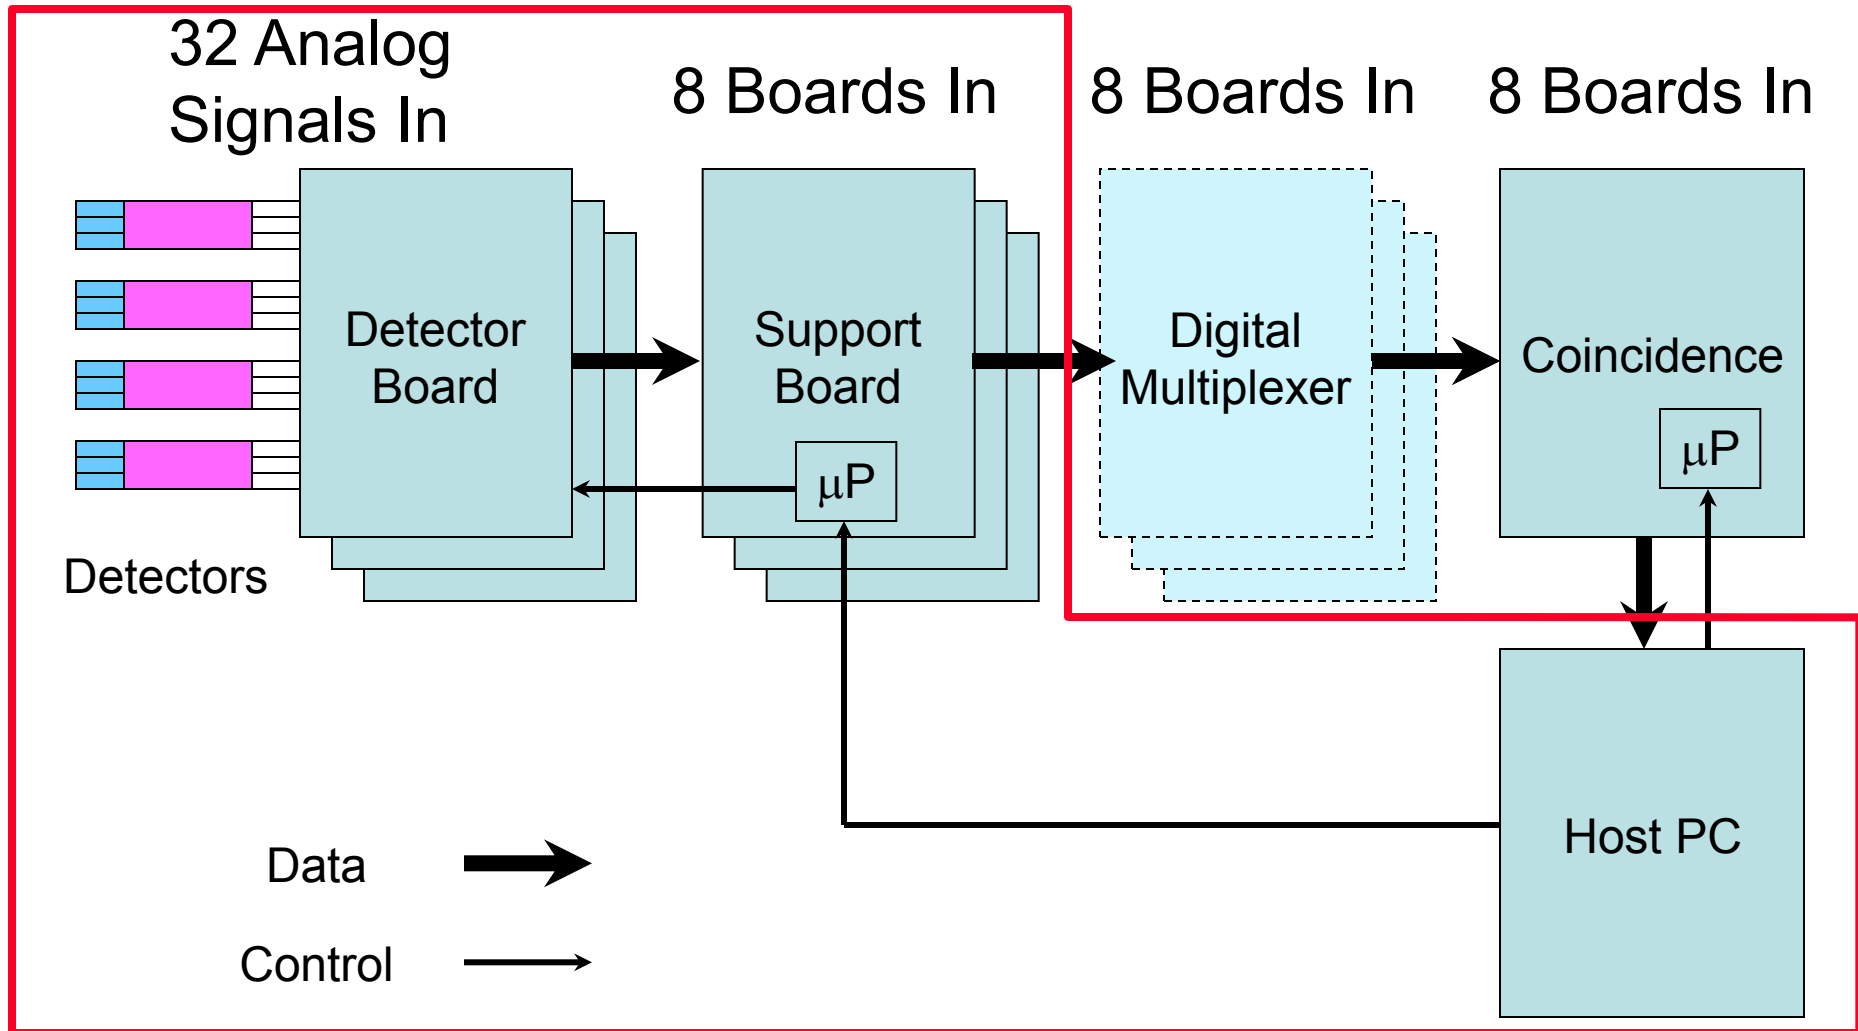 32 Analog
Signals In
8 Boards In
8 Boards In
8 Boards In
Detector
Board
Support
Board
μP
Digital
Multiplexer
Coincidence
μP
Detectors
Host PC
Data
Control